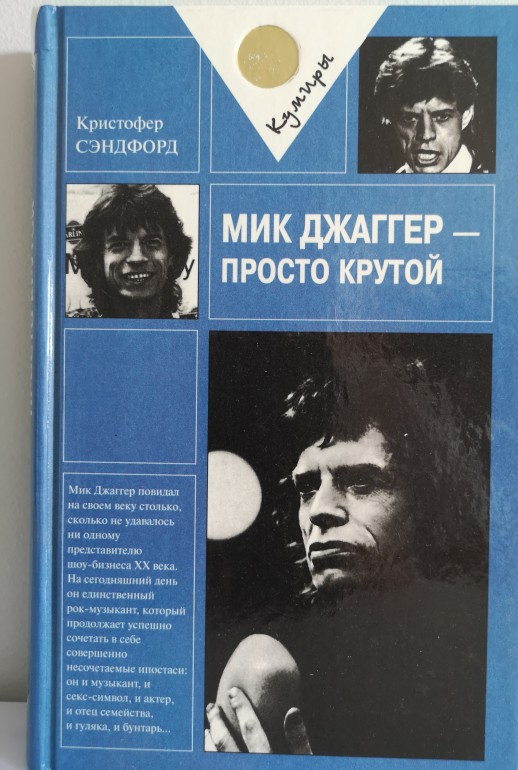 Кумиры
Кристофер
СЭНДФОРД
МИК ДЖАГГЕР —
ПРОСТО КРУТОЙ
Мик Джаггер повидал
на своем веку столько,
сколько не удавалось
ни одному
представителю
шоу-бизнеса XX века.
На сегодняшний день
он единственный
рок-музыкант, который
продолжает успешно
сочетать в себе
совершенно
несочетаемые ипостаси:
он и музыкант, и
секс-символ, и актер,
и отец семейства,
и гуляка, и бунтарь...